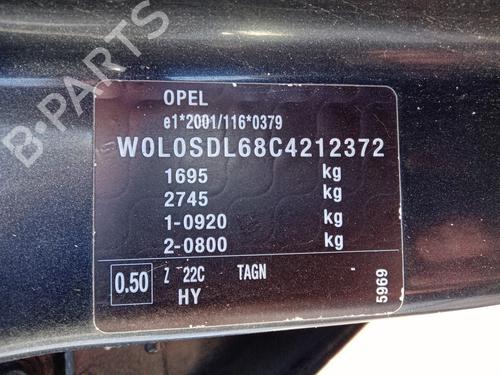 B-PARTS
OPEL
e1*2001/116*0379
W0L0SDL68C4212372
1695 kg
2745 kg
1-0920 kg
2-0800 kg
0.50 Z 22C TAGN
HY
5969